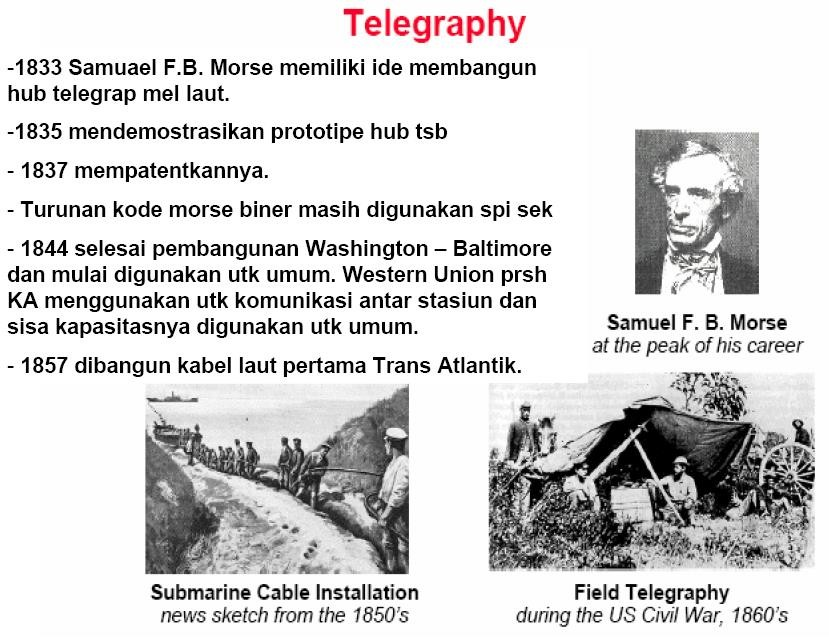 Telegraphy
-1833 Samuael F.B. Morse memiliki ide membangun
hub telegrap mel laut.
-1835 mendemostrasikan prototipe hub tsb
- 1837 mempatentkannya.
- Turunan kode morse biner masih digunakan spi sek
- 1844 selesai pembangunan Washington – Baltimore
dan mulai digunakan utk umum. Western Union prsh
KA menggunakan utk komunikasi antar stasiun dan
sisa kapasitasnya digunakan utk umum.
- 1857 dibangun kabel laut pertama Trans Atlantik.
Samuel F. B. Morse
at the peak of his career
Submarine Cable Installation
news sketch from the 1850's
Field Telegraphy
during the US Civil War, 1860's